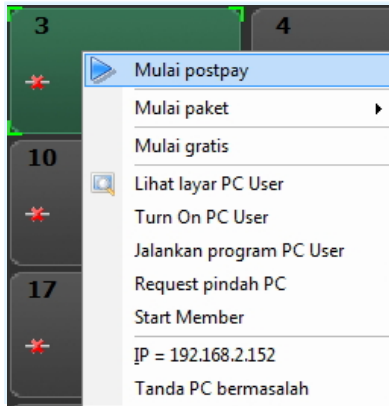 3
4
Mulai postpay
Mulai paket
Mulai gratis
10
Lihat layar PC User
Turn On PC User
Jalankan program PC User
17
Request pindah PC
Start Member
IP = 192.168.2.152
Tanda PC bermasalah